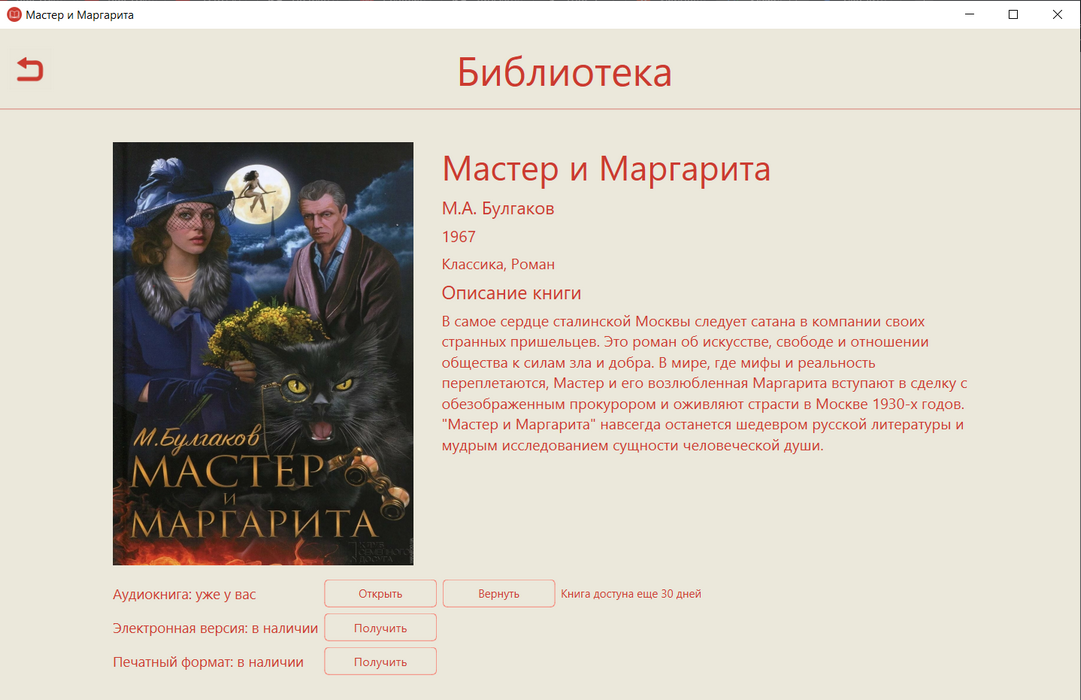 Мастер и Маргарита
Библиотека
М.Булгаков
МАСТЕР
И
МАРГАРИТА
Мастер и Маргарита
М.А. Булгаков
1967
Классика, Роман
Описание книги
В самое сердце сталинской Москвы следует сатана в компании своих
странных пришельцев. Это роман об искусстве, свободе и отношении
общества к силам зла и добра. В мире, где мифы и реальность
переплетаются, Мастер и его возлюбленная Маргарита вступают в сделку с
обезображенным прокурором и оживляют страсти в Москве 1930-х годов.
"Мастер и Маргарита" навсегда останется шедевром русской литературы и
мудрым исследованием сущности человеческой души.
Аудиокнига: уже у вас Открыть Вернуть Книга доступна еще 30 дней
Электронная версия: в наличии Получить
Печатный формат: в наличии Получить